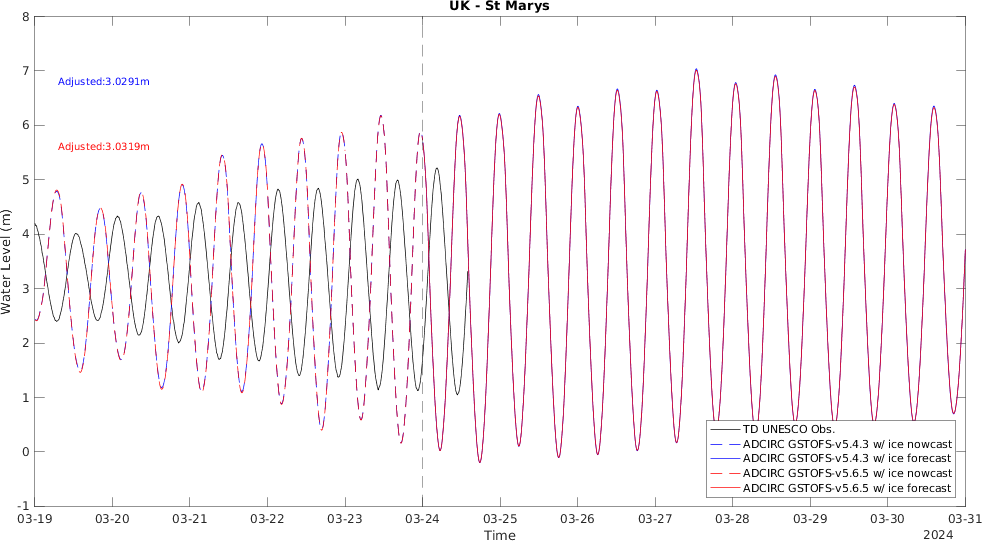 UK - St Marys
8
7
6
5
4
3
2
1
0
-1
Water Level (m)
Adjusted:3.0291m
Adjusted:3.0319m
TD UNESCO Obs.
ADCIRC GSTOFS-v5.4.3 w/ ice nowcast
ADCIRC GSTOFS-v5.4.3 w/ ice forecast
ADCIRC GSTOFS-v5.6.5 w/ ice nowcast
ADCIRC GSTOFS-v5.6.5 w/ ice forecast
03-19 03-20 03-21 03-22 03-23 03-24 03-25 03-26 03-27 03-28 03-29 03-30 03-31
Time
2024